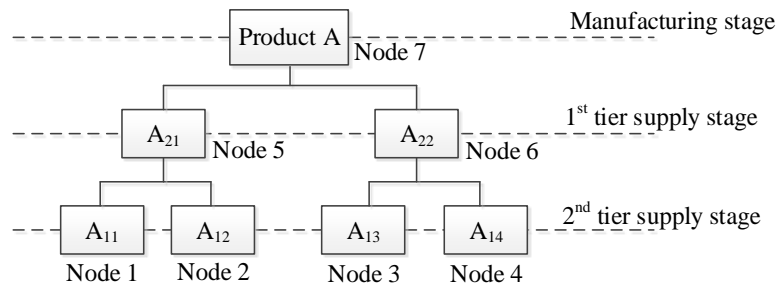 Manufacturing stage
Product A
Node 7
1st tier supply stage
A21
Node 5
A22
Node 6
2nd tier supply stage
A11
A12
A13
A14
Node 1
Node 2
Node 3
Node 4